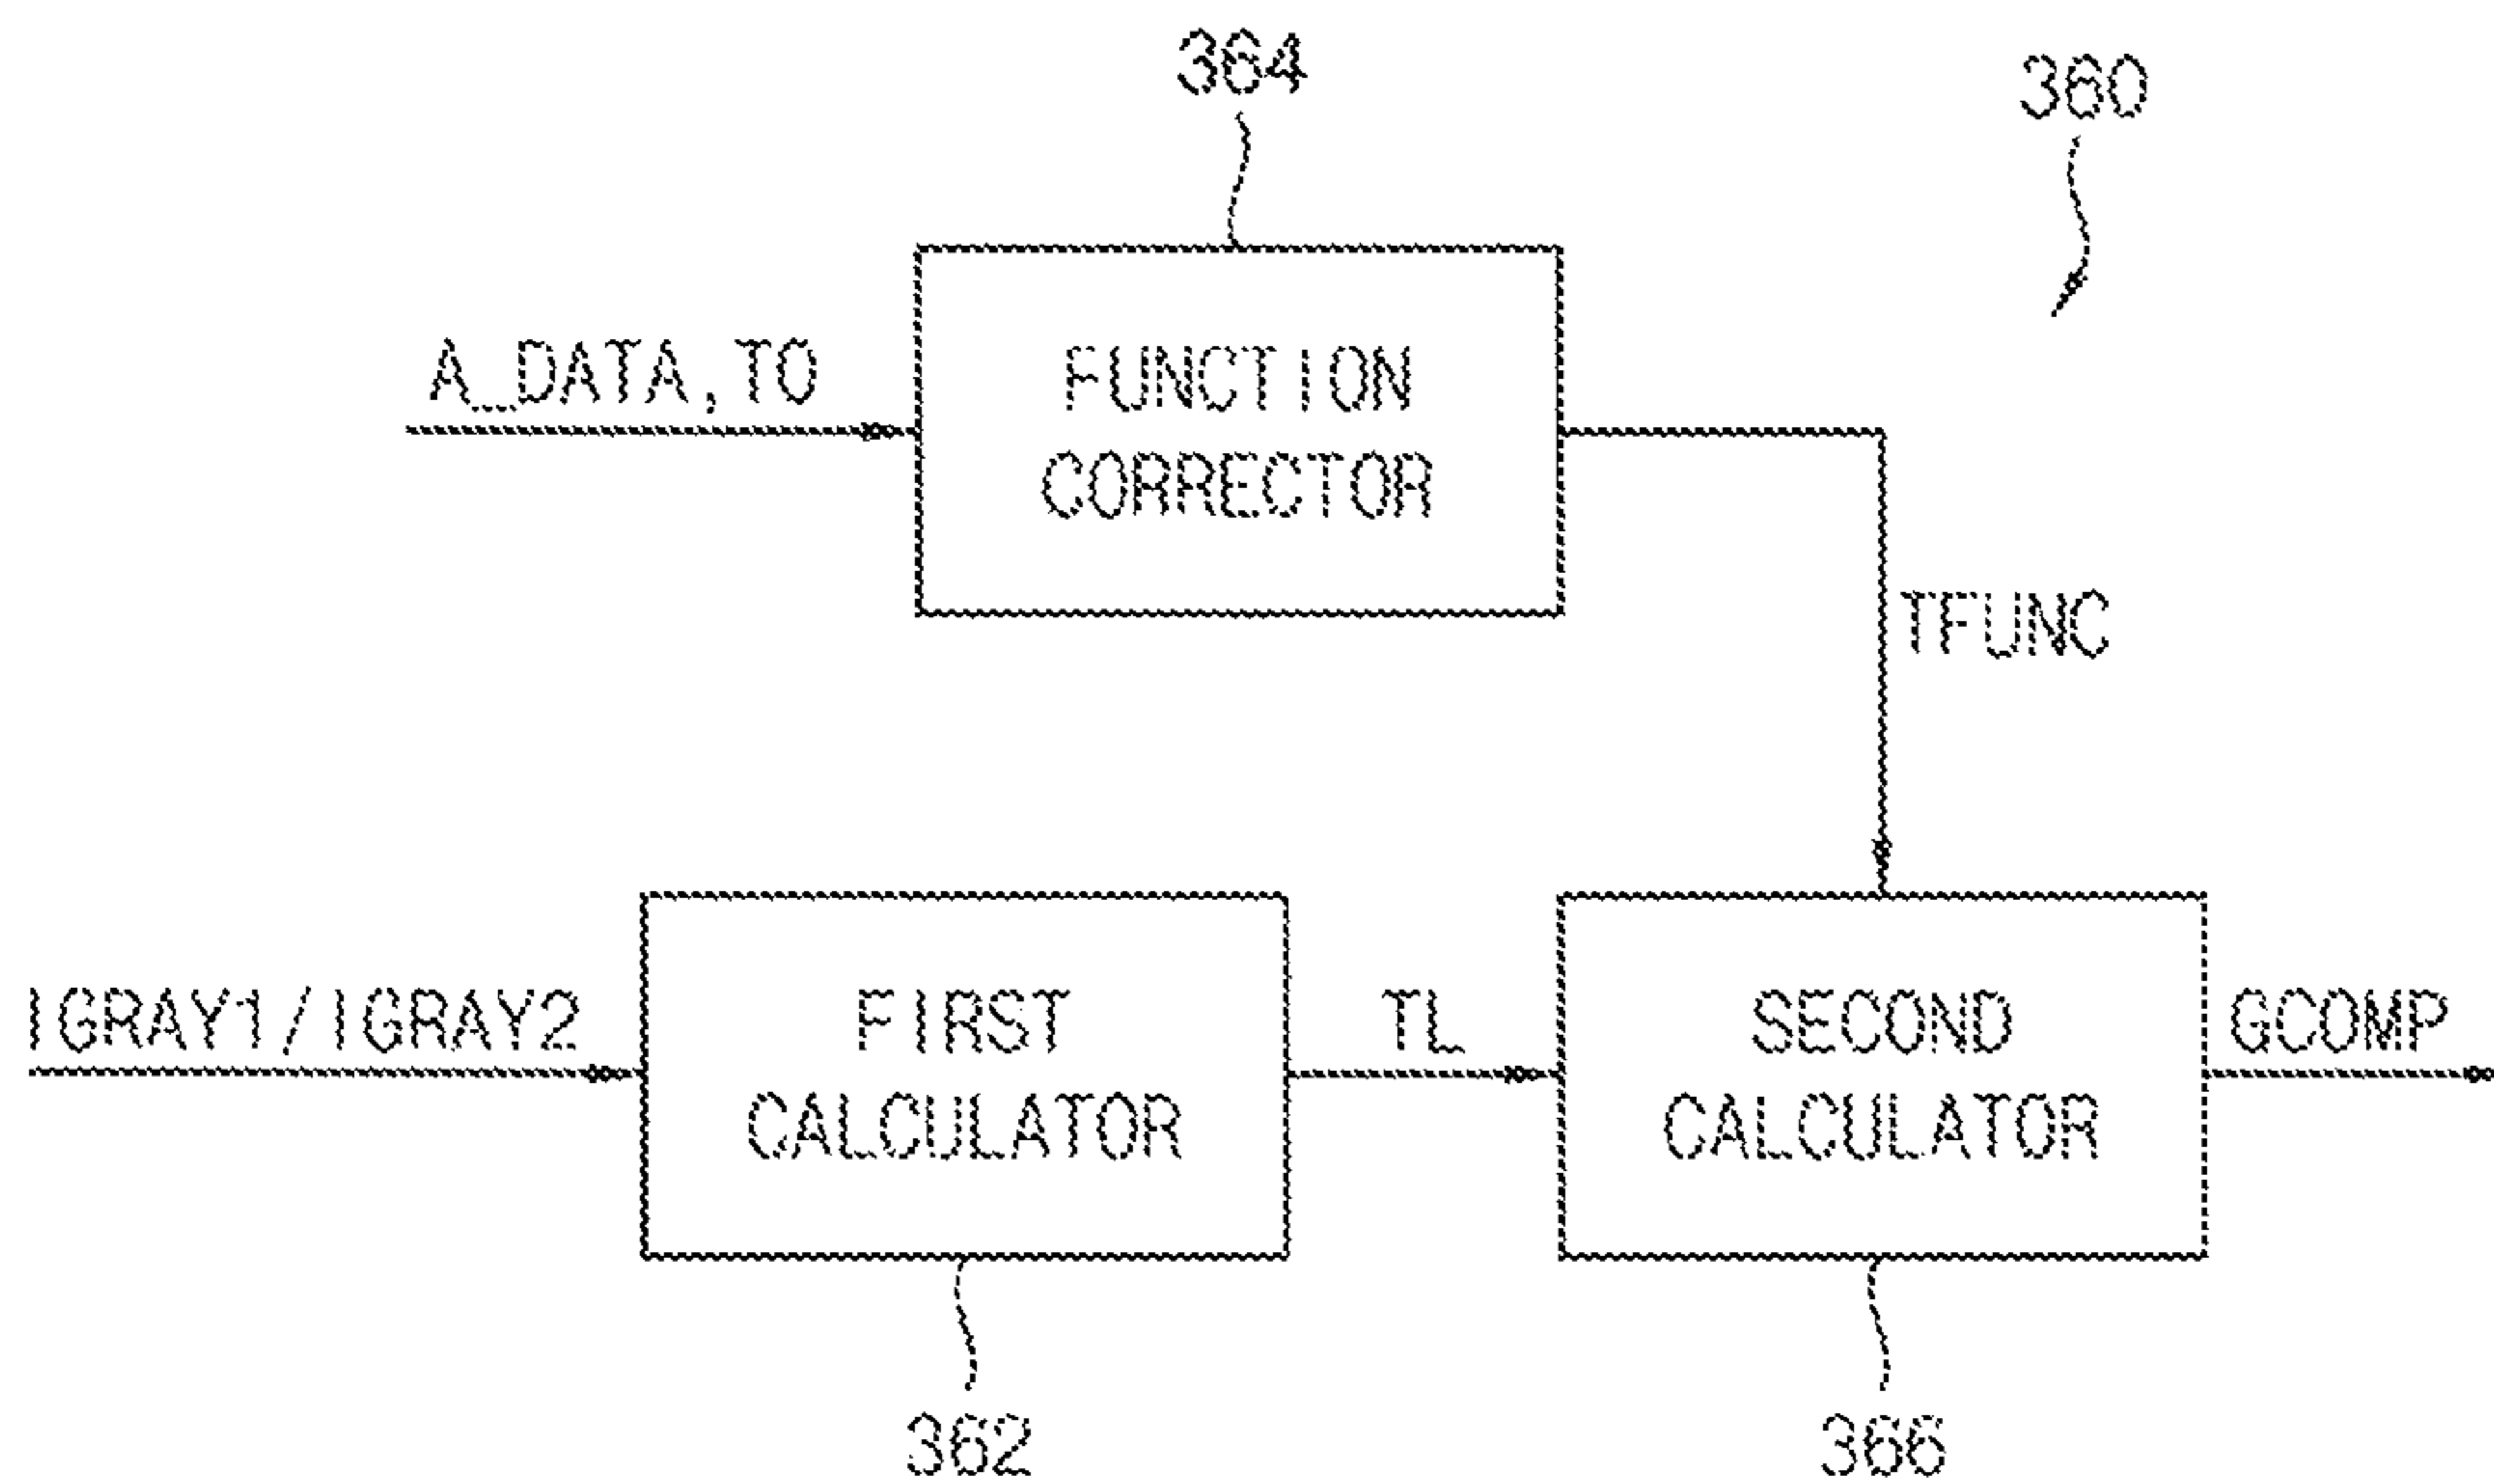 364
360
A_DATA,TO
FUNCTION
CORRECTOR
TFUNC
IGRAY1/IGRAY2
FIRST
CALCULATOR
TL
SECOND
CALCULATOR
GCOMP
362
366